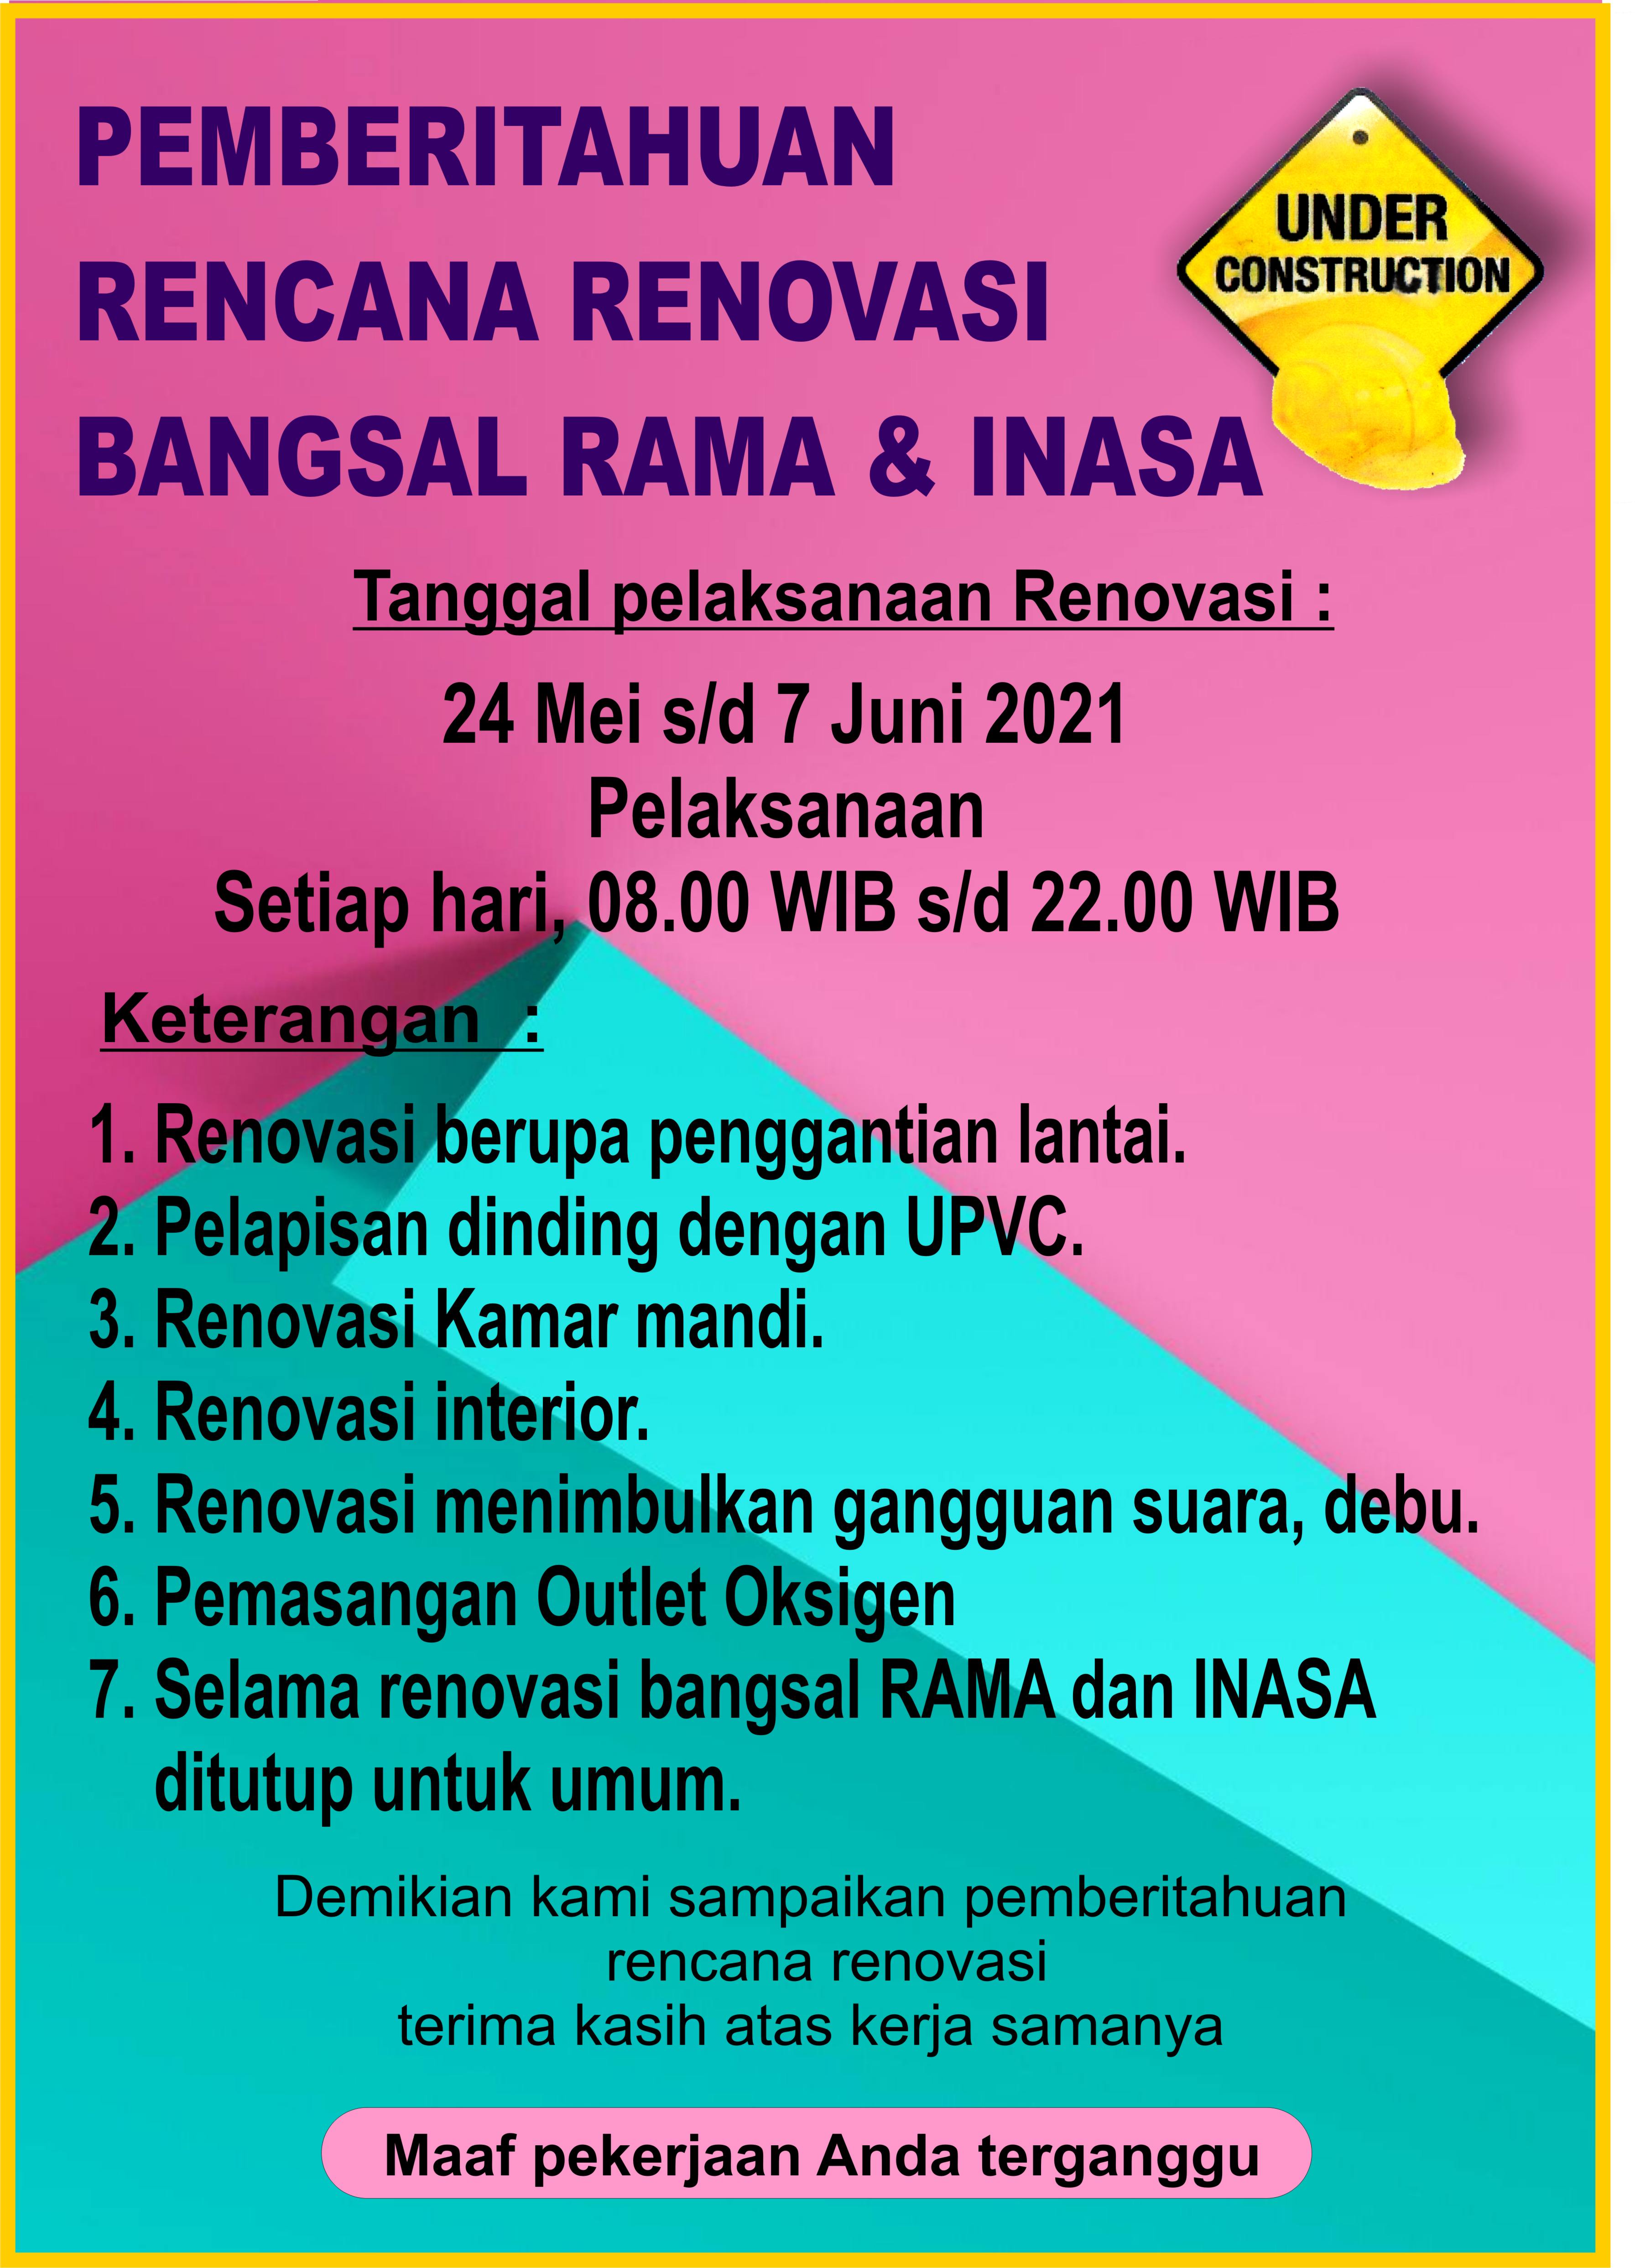 PEMBERITAHUAN
RENCANA RENOVASI
BANGSAL RAMA & INASA
UNDER
CONSTRUCTION
Tanggal pelaksanaan Renovasi :
24 Mei s/d 7 Juni 2021
Pelaksanaan
Setiap hari, 08.00 WIB s/d 22.00 WIB
Keterangan :
1. Renovasi berupa penggantian lantai.
2. Pelapisan dinding dengan UPVC.
3. Renovasi Kamar mandi.
4. Renovasi interior.
5. Renovasi menimbulkan gangguan suara, debu.
6. Pemasangan Outlet Oksigen
7. Selama renovasi bangsal RAMA dan INASA
ditutup untuk umum.
Demikian kami sampaikan pemberitahuan
rencana renovasi
terima kasih atas kerja samanya
Maaf pekerjaan Anda terganggu